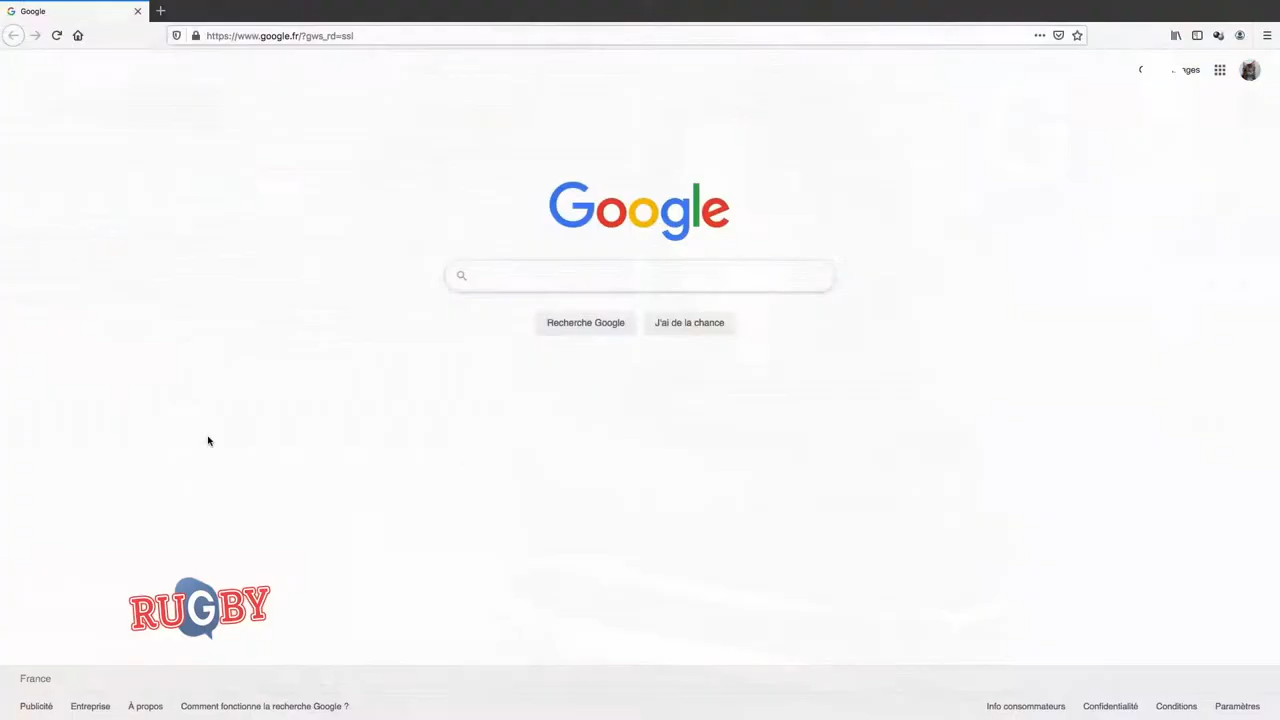 Google
https://www.google.fr/?gws_rd=ssl
Google
Recherche Google
J'ai de la chance
RUGBY
France
Publicité
Entreprise
À propos
Comment fonctionne la recherche Google ?
Info consommateurs
Confidentialité
Conditions
Paramètres